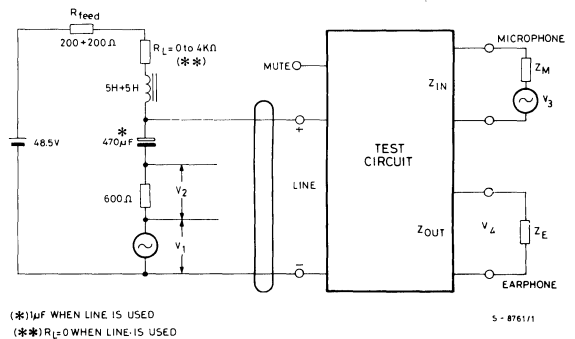 Rfeed
200+200Ω
RL=0 to 4KΩ
(**)
5H+5H
*
470µF
48.5V
600Ω
V2
V1
MUTE
+
LINE
−
TEST
CIRCUIT
ZIN
ZOUT
MICROPHONE
ZM
V3
V4
ZE
EARPHONE
(*)1µF WHEN LINE IS USED
(**) RL=0 WHEN LINE IS USED
S-8761/1